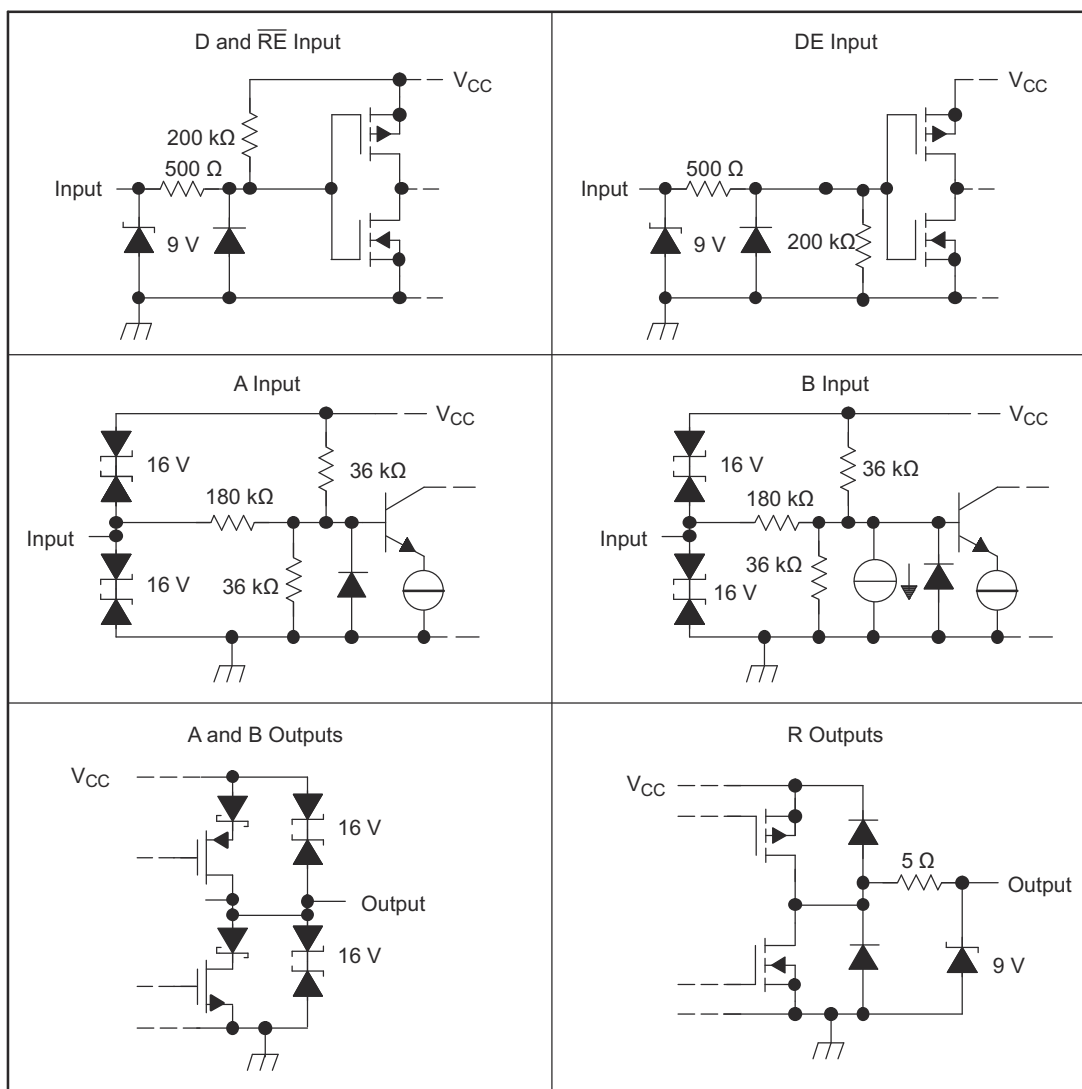 D and R̅E̅ Input
V_CC
200 kΩ
500 Ω
Input
9 V
DE Input
V_CC
500 Ω
Input
9 V
200 kΩ
A Input
V_CC
16 V
36 kΩ
180 kΩ
Input
16 V
36 kΩ
B Input
V_CC
16 V
36 kΩ
180 kΩ
Input
36 kΩ
16 V
A and B Outputs
V_CC
16 V
Output
16 V
R Outputs
V_CC
5 Ω
Output
9 V